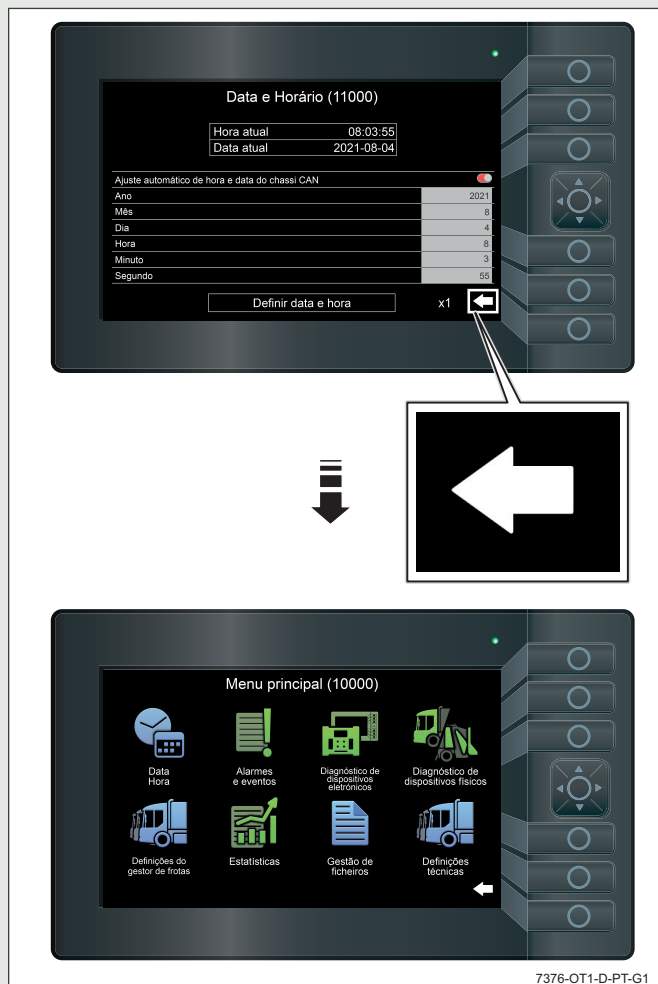 Data e Horário (11000)
Hora atual 08:03:55
Data atual 2021-08-04
Ajuste automático de hora e data do chassi CAN
Ano 2021
Mês 8
Dia 4
Hora 8
Minuto 3
Segundo 55
Definir data e hora x1
Menu principal (10000)
Data
Hora
Alarmes
e eventos
Diagnóstico de
dispositivos
eletrónicos
Diagnóstico de
dispositivos físicos
Definições do
gestor de frotas
Estatísticas
Gestão de
ficheiros
Definições
técnicas
7376-OT1-D-PT-G1